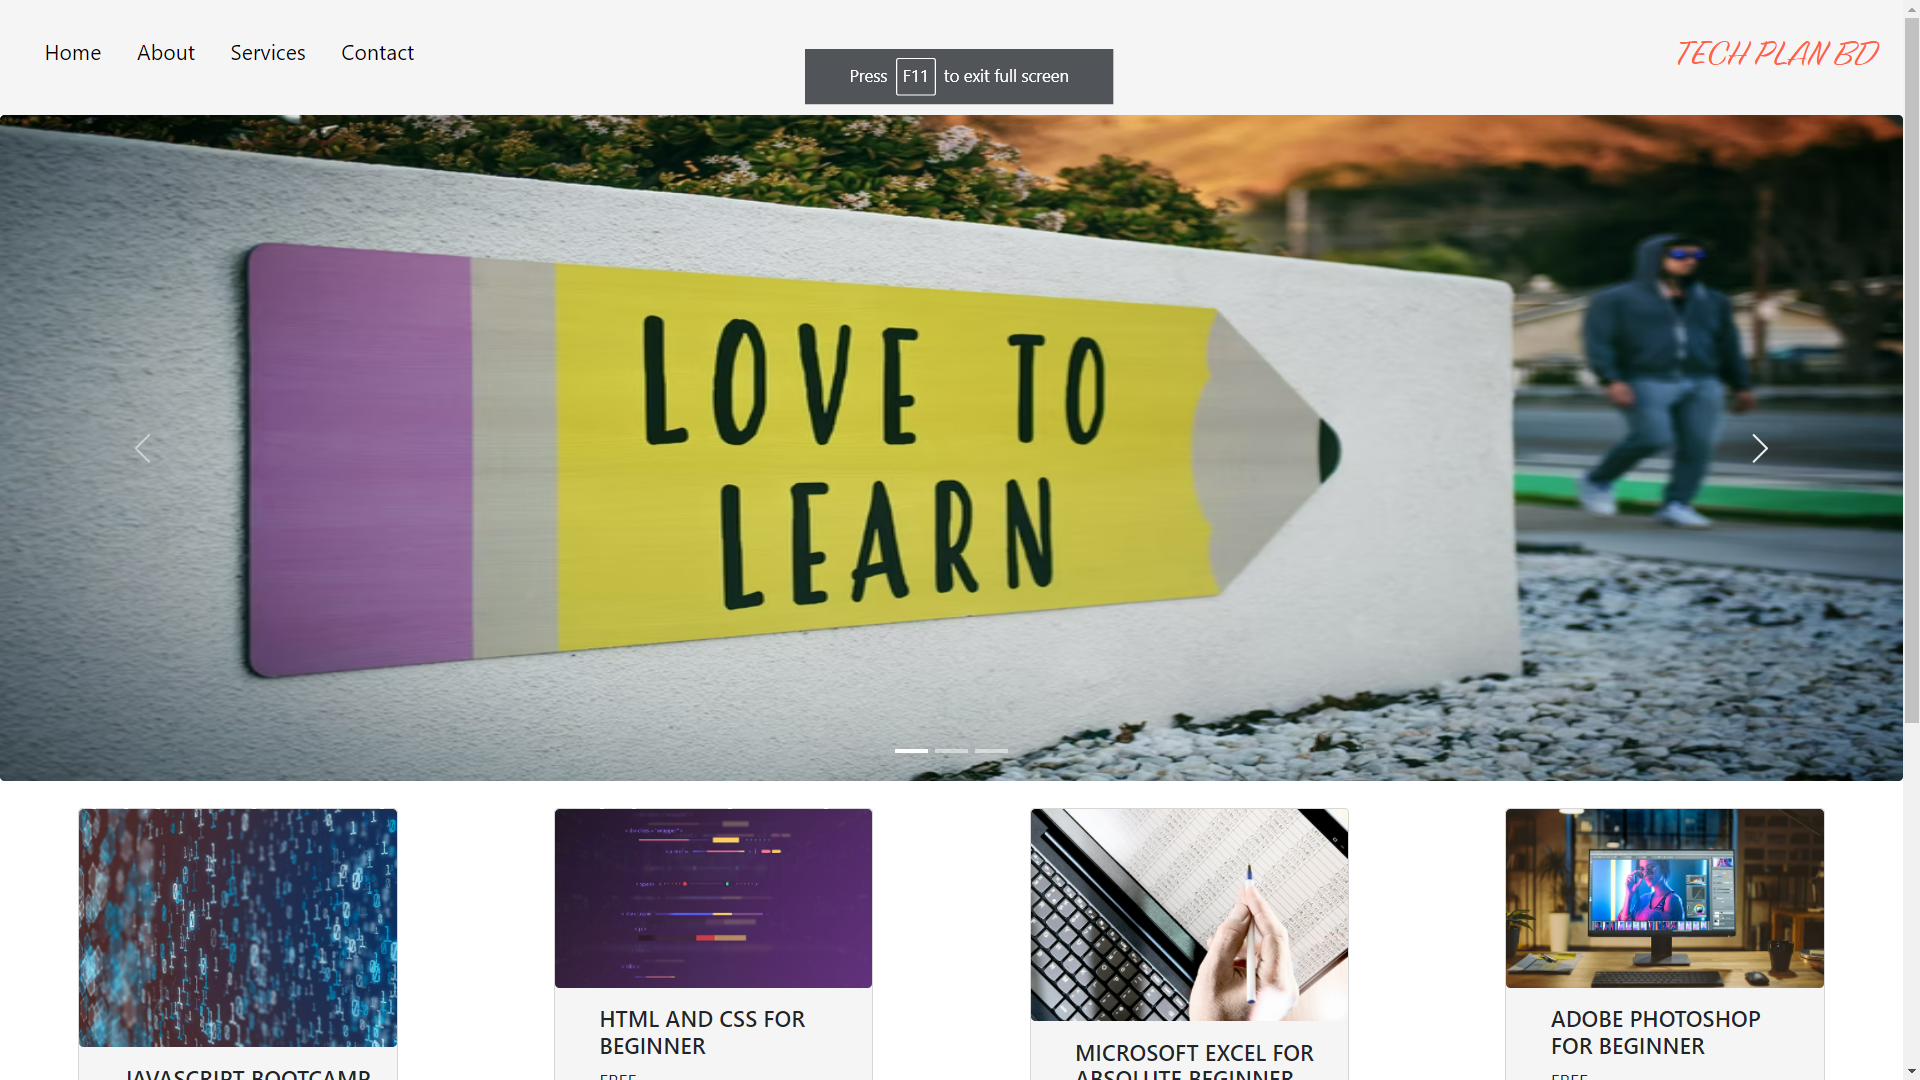 Home About Services Contact
Press F11 to exit full screen
TECH PLAN BD
LOVE TO
LEARN
JAVASCRIPT BOOTCAMP
HTML AND CSS FOR
BEGINNER
FREE
MICROSOFT EXCEL FOR
ABSOLUTE BEGINNER
ADOBE PHOTOSHOP
FOR BEGINNER
FREE